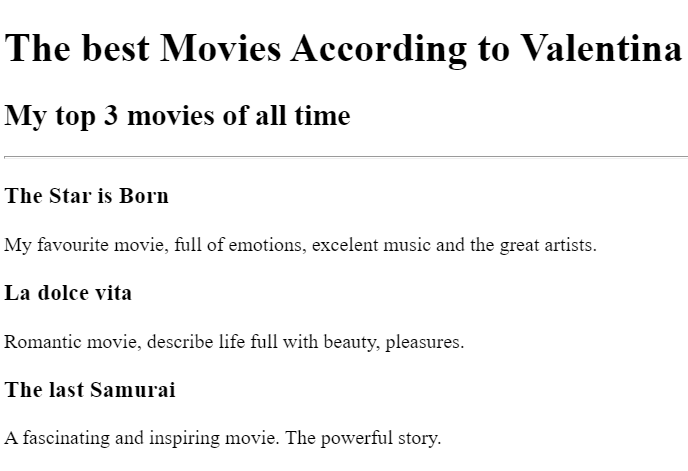 The best Movies According to Valentina
My top 3 movies of all time
The Star is Born
My favourite movie, full of emotions, excelent music and the great artists.
La dolce vita
Romantic movie, describe life full with beauty, pleasures.
The last Samurai
A fascinating and inspiring movie. The powerful story.